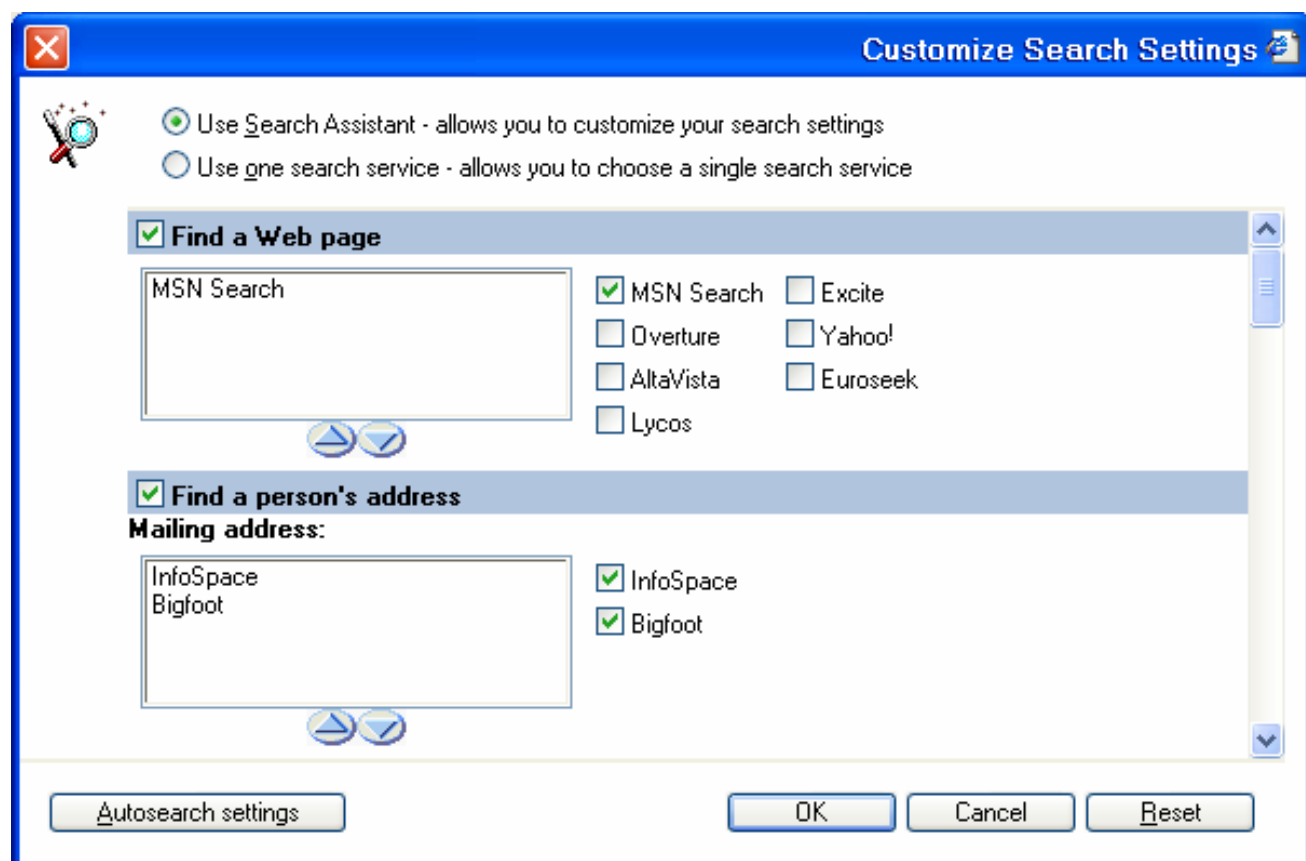 Customize Search Settings
Use Search Assistant - allows you to customize your search settings
Use one search service - allows you to choose a single search service
Find a Web page
MSN Search
MSN Search Excite
Overture Yahoo!
AltaVista Euroseek
Lycos
Find a person's address
Mailing address:
InfoSpace
Bigfoot
InfoSpace
Bigfoot
Autosearch settings OK Cancel Reset